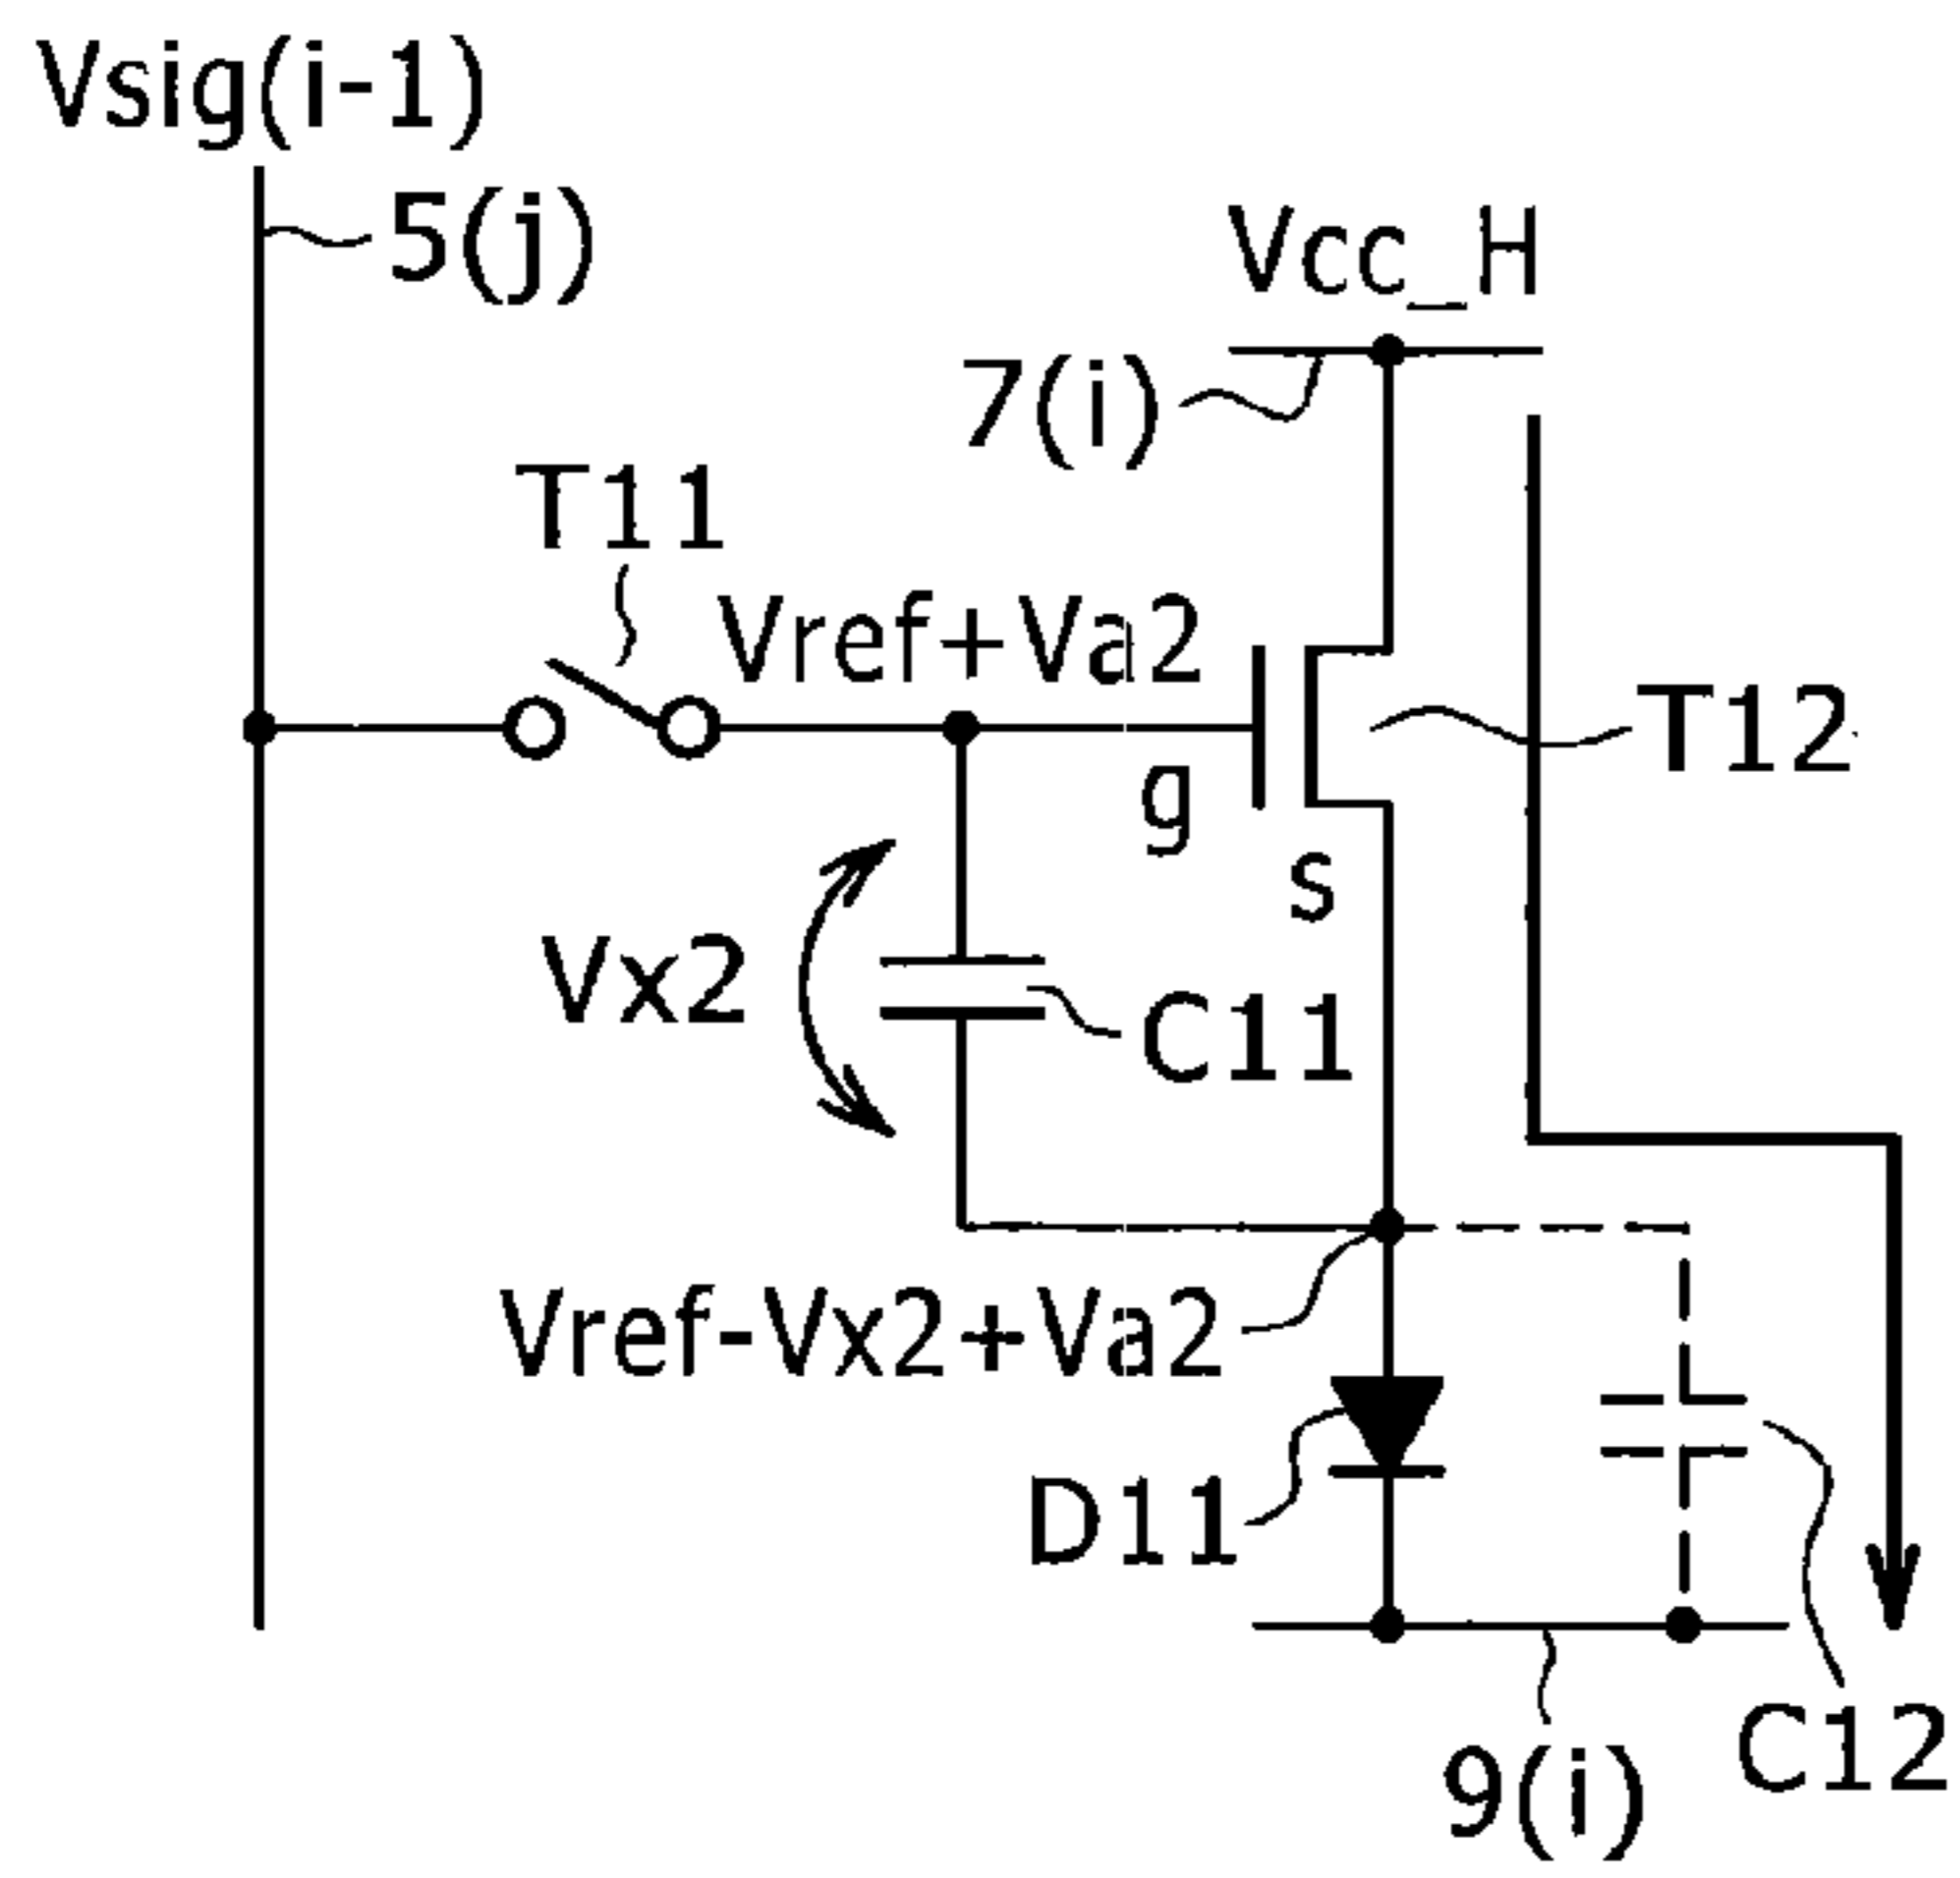 Vsig(i-1)
5(j)
Vcc_H
7(i)
T11
Vref+Va2
T12
g
s
Vx2
C11
Vref-Vx2+Va2
D11
C12
9(i)